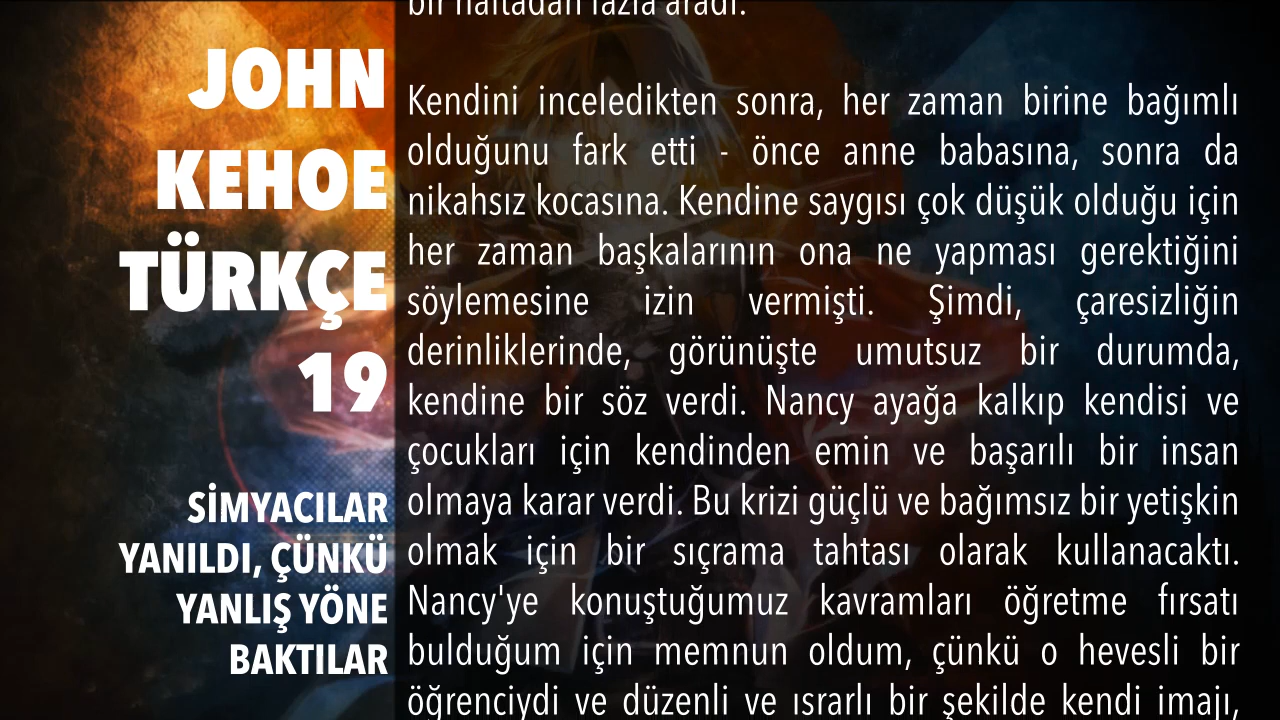 JOHN
KEHOE
TÜRKÇE
19
SİMYACILAR
YANILDI, ÇÜNKÜ
YANLIŞ YÖNE
BAKTILAR
bir haftadan fazla aradı.
Kendini inceledikten sonra, her zaman birine bağımlı
olduğunu fark etti - önce anne babasına, sonra da
nikahsız kocasına. Kendine saygısı çok düşük olduğu için
her zaman başkalarının ona ne yapması gerektiğini
söylemesine izin vermişti. Şimdi, çaresizliğin
derinliklerinde, görünüşte umutsuz bir durumda,
kendine bir söz verdi. Nancy ayağa kalkıp kendisi ve
çocukları için kendinden emin ve başarılı bir insan
olmaya karar verdi. Bu krizi güçlü ve bağımsız bir yetişkin
olmak için bir sıçrama tahtası olarak kullanacaktı.
Nancy'ye konuştuğumuz kavramları öğretme fırsatı
bulduğum için memnun oldum, çünkü o hevesli bir
öğrenciydi ve düzenli ve ısrarlı bir şekilde kendi imajı,